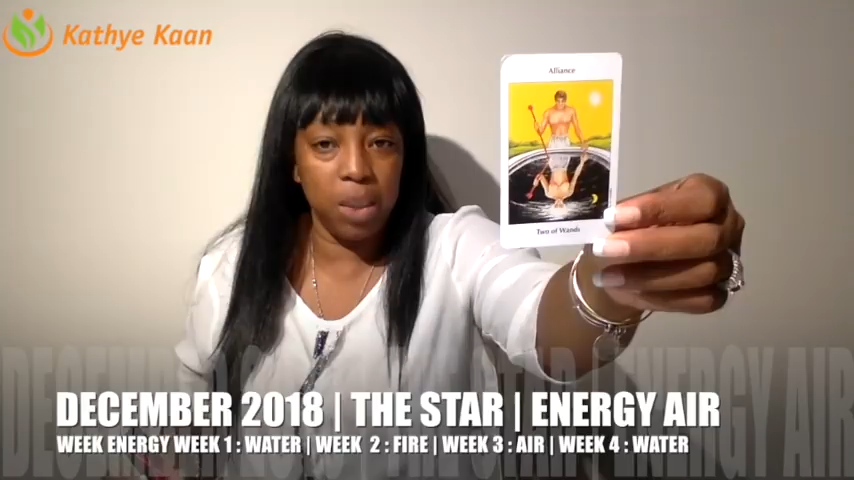 Kathye Kaan
Alliance
Two of Wands
DECEMBER 2018 | THE STAR | ENERGY AIR
WEEK ENERGY WEEK 1 : WATER | WEEK 2 : FIRE | WEEK 3 : AIR | WEEK 4 : WATER